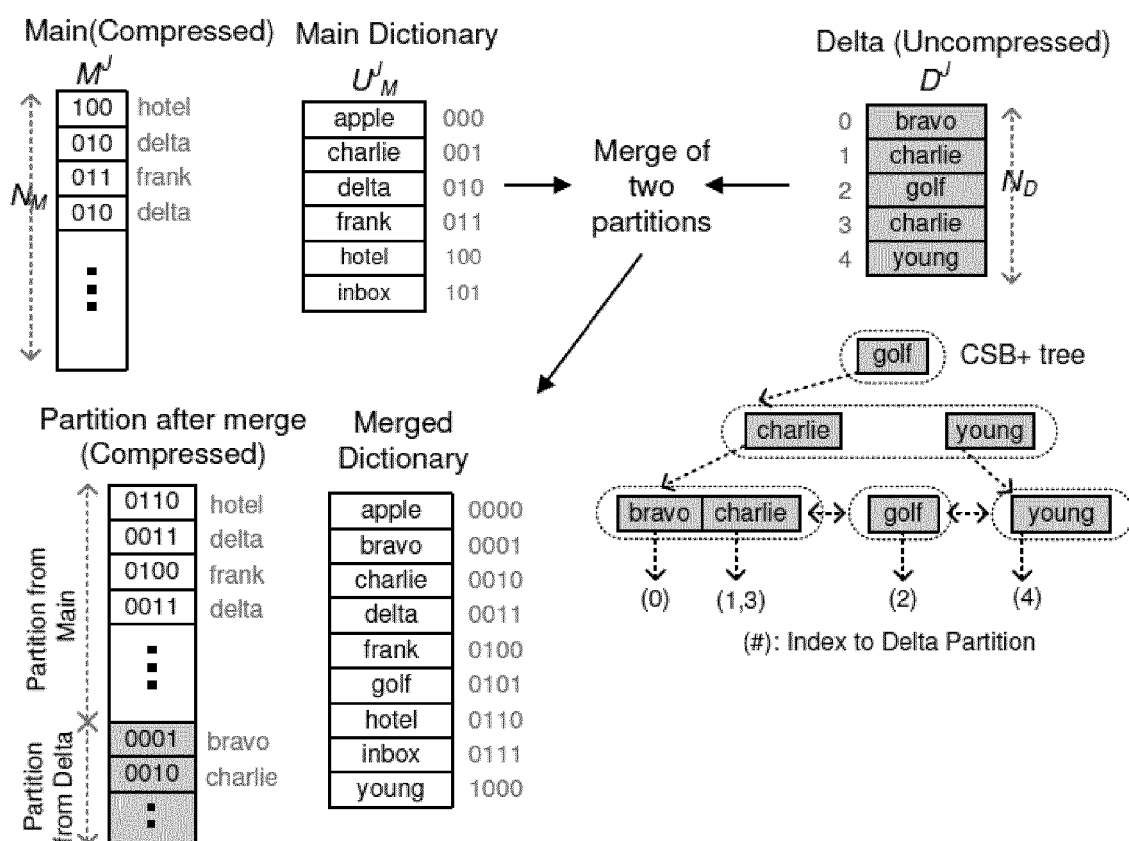 Main(Compressed)
M^J
N_M
100 hotel
010 delta
011 frank
010 delta
Main Dictionary
U^J_M
apple 000
charlie 001
delta 010
frank 011
hotel 100
inbox 101
Merge of
two
partitions
Delta (Uncompressed)
D^J
0 bravo
1 charlie
2 golf
3 charlie
4 young
N_D
golf CSB+ tree
charlie young
bravo charlie golf young
(0) (1,3) (2) (4)
(#): Index to Delta Partition
Partition after merge
(Compressed)
Partition from
Main
0110 hotel
0011 delta
0100 frank
0011 delta
Partition
from Delta
0001 bravo
0010 charlie
Merged
Dictionary
apple 0000
bravo 0001
charlie 0010
delta 0011
frank 0100
golf 0101
hotel 0110
inbox 0111
young 1000